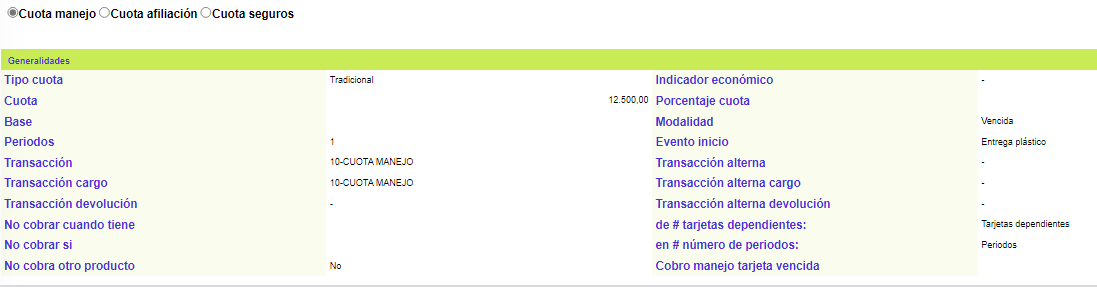 Cuota manejo Cuota afiliación Cuota seguros
Generalidades
Tipo cuota Tradicional Indicador económico -
Cuota 12.500,00 Porcentaje cuota
Base Modalidad Vencida
Periodos 1 Evento inicio Entrega plástico
Transacción 10-CUOTA MANEJO Transacción alterna -
Transacción cargo 10-CUOTA MANEJO Transacción alterna cargo -
Transacción devolución - Transacción alterna devolución -
No cobrar cuando tiene de # tarjetas dependientes: Tarjetas dependientes
No cobrar si en # número de periodos: Periodos
No cobra otro producto No Cobro manejo tarjeta vencida